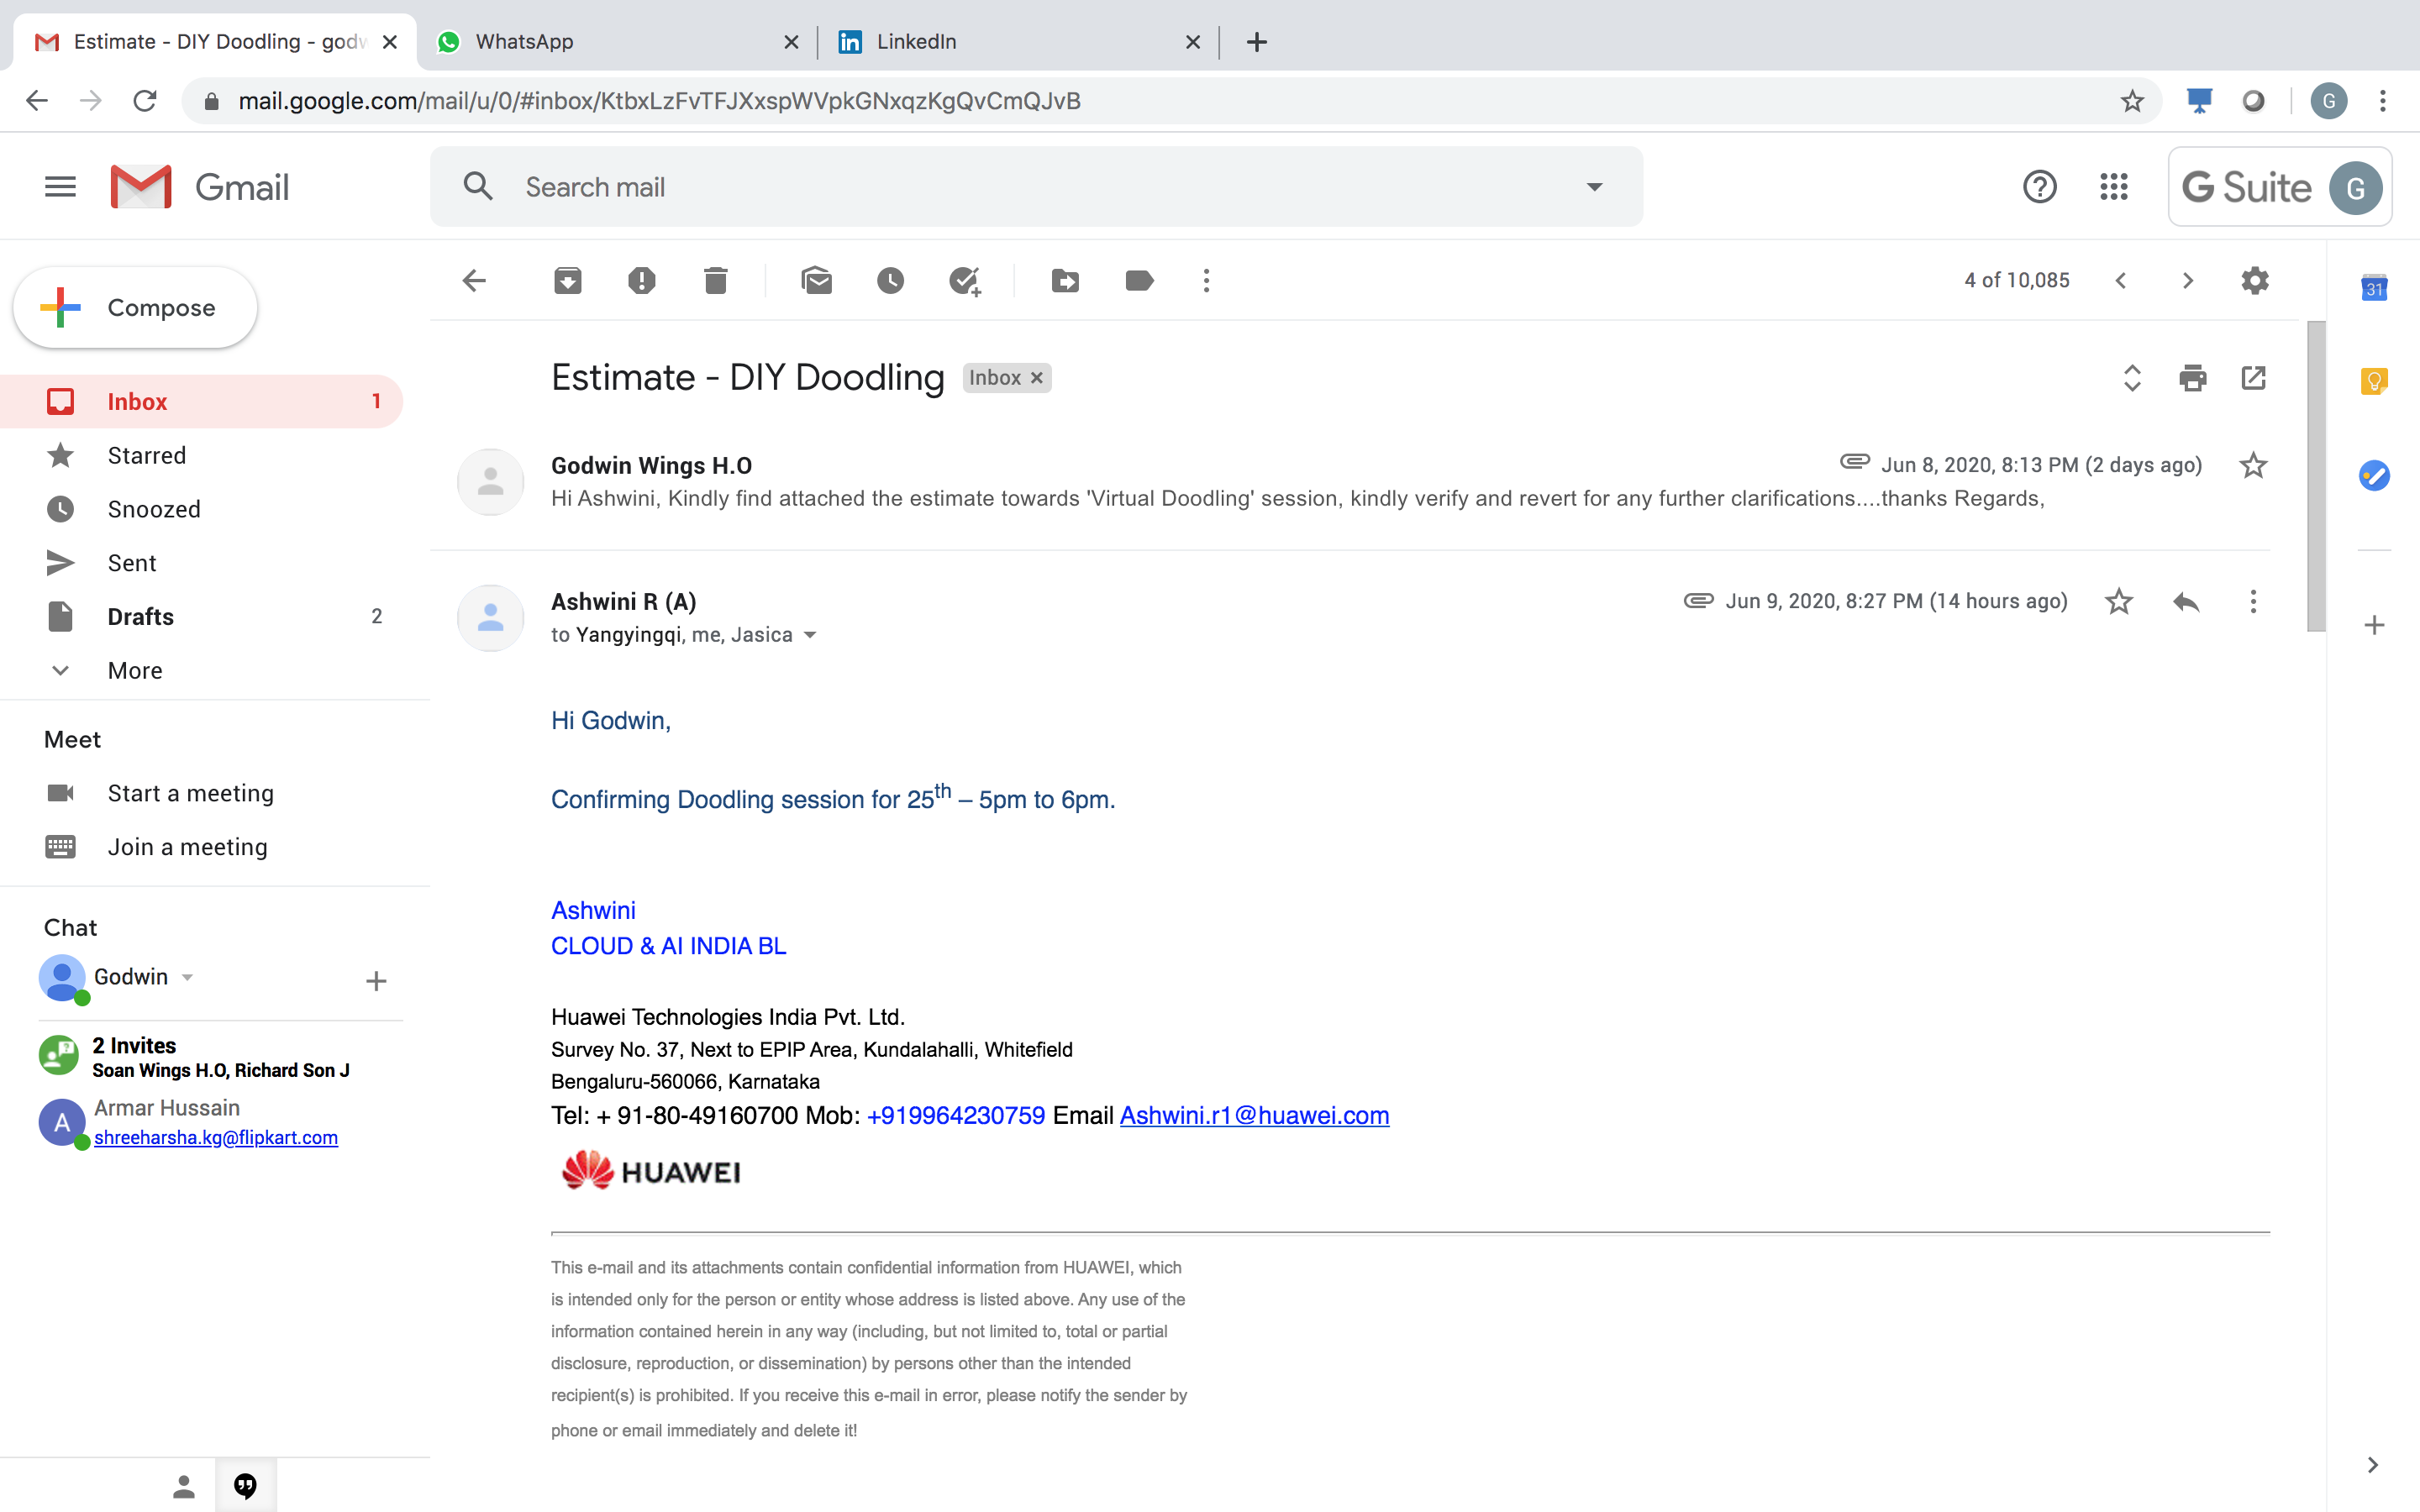 Estimate - DIY Doodling - godw
WhatsApp
LinkedIn
mail.google.com/mail/u/0/#inbox/KtbxLzFvTFJXxspWVpkGNxqzKgQvCmQJvB
G
Gmail
Search mail
G Suite
G
Compose
4 of 10,085
31
Inbox 1
Starred
Snoozed
Sent
Drafts 2
More
Meet
Start a meeting
Join a meeting
Chat
Godwin
2 Invites
Soan Wings H.O, Richard Son J
A
Armar Hussain
shreeharsha.kg@flipkart.com
Estimate - DIY Doodling
Inbox
Godwin Wings H.O
Jun 8, 2020, 8:13 PM (2 days ago)
Hi Ashwini, Kindly find attached the estimate towards 'Virtual Doodling' session, kindly verify and revert for any further clarifications....thanks Regards,
Ashwini R (A)
Jun 9, 2020, 8:27 PM (14 hours ago)
to Yangyingqi, me, Jasica
Hi Godwin,
Confirming Doodling session for 25th – 5pm to 6pm.
Ashwini
CLOUD & AI INDIA BL
Huawei Technologies India Pvt. Ltd.
Survey No. 37, Next to EPIP Area, Kundalahalli, Whitefield
Bengaluru-560066, Karnataka
Tel: + 91-80-49160700 Mob: +919964230759 Email Ashwini.r1@huawei.com
HUAWEI
This e-mail and its attachments contain confidential information from HUAWEI, which
is intended only for the person or entity whose address is listed above. Any use of the
information contained herein in any way (including, but not limited to, total or partial
disclosure, reproduction, or dissemination) by persons other than the intended
recipient(s) is prohibited. If you receive this e-mail in error, please notify the sender by
phone or email immediately and delete it!